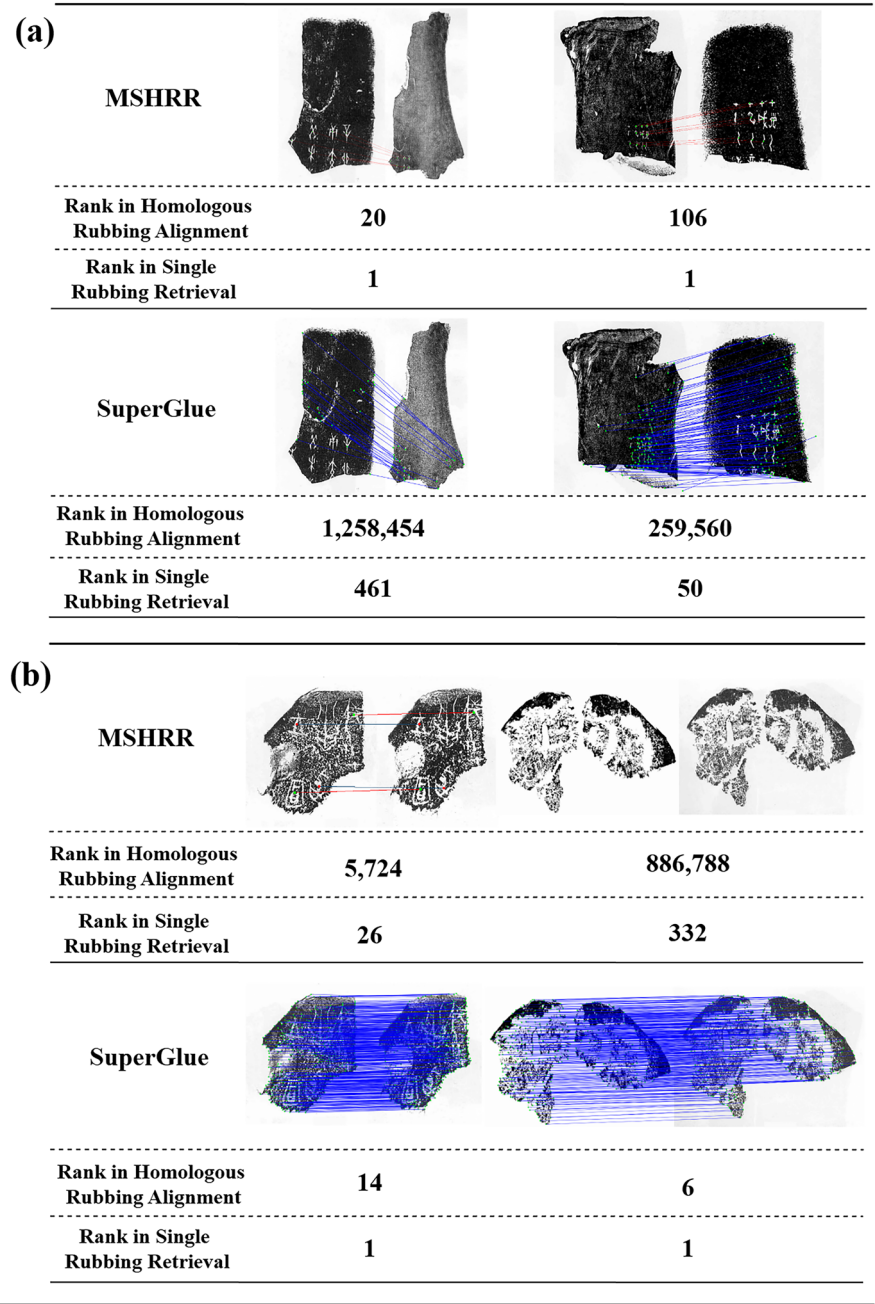 (a)
MSHRR
Rank in Homologous
Rubbing Alignment
20
106
Rank in Single
Rubbing Retrieval
1
1
SuperGlue
Rank in Homologous
Rubbing Alignment
1,258,454
259,560
Rank in Single
Rubbing Retrieval
461
50
(b)
MSHRR
Rank in Homologous
Rubbing Alignment
5,724
886,788
Rank in Single
Rubbing Retrieval
26
332
SuperGlue
Rank in Homologous
Rubbing Alignment
14
6
Rank in Single
Rubbing Retrieval
1
1